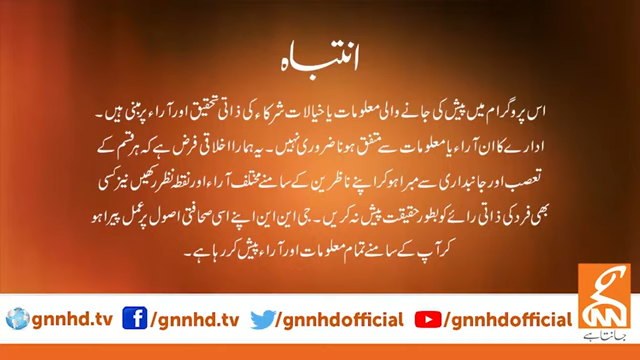 انتباہ
اس پروگرام میں پیش کی جانے والی معلومات یا خیالات شرکاء کی ذاتی تحقیق اور آراء پر مبنی ہیں۔
ادارے کا ان آراء یا معلومات سے متفق ہونا ضروری نہیں۔ یہ ہمارا اخلاقی فرض ہے کہ ہر قسم کے
تعصب اور جانبداری سے مبرا ہو کر اپنے ناظرین کے سامنے مختلف آراء اور نقطہ نظر رکھیں نیز کسی
بھی فرد کی ذاتی رائے کو بطور حقیقت پیش نہ کریں۔ جی این این اپنے اسی صحافتی اصول پر عمل پیرا ہو
کر آپ کے سامنے تمام معلومات اور آراء پیش کر رہا ہے۔
gnnhd.tv /gnnhd.tv /gnnhdofficial /gnnhdofficial
GNN
جانتا ہے